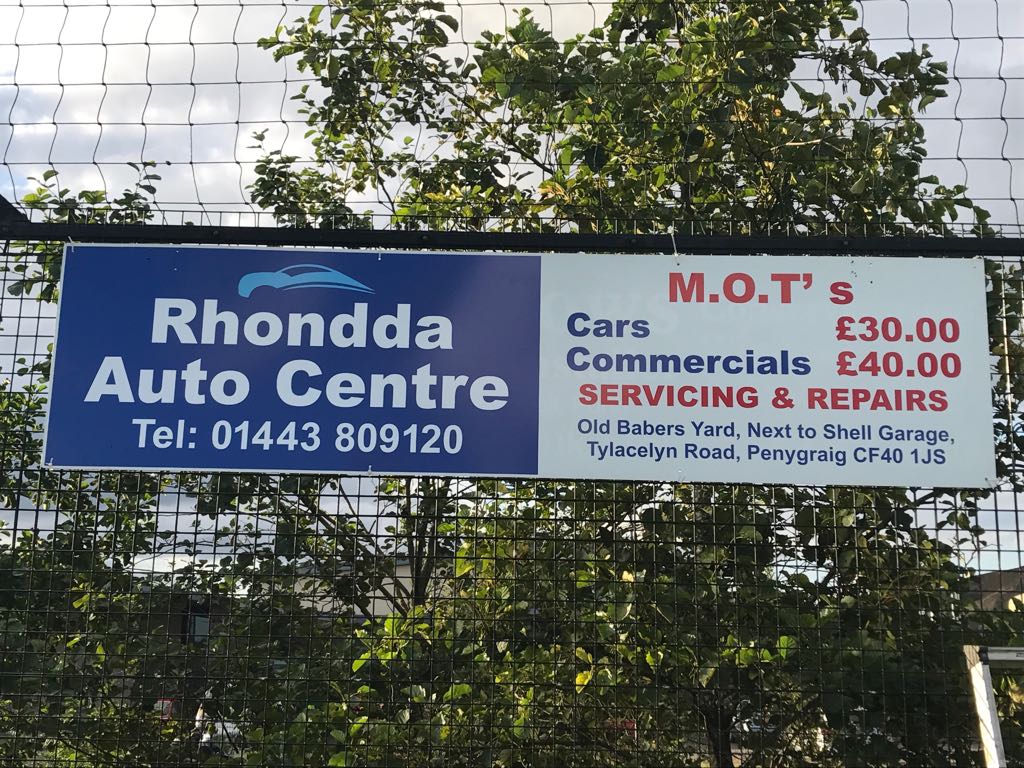 Rhondda
Auto Centre
Tel: 01443 809120
M.O.T' s
Cars £30.00
Commercials £40.00
SERVICING & REPAIRS
Old Babers Yard, Next to Shell Garage,
Tylacelyn Road, Penygraig CF40 1JS